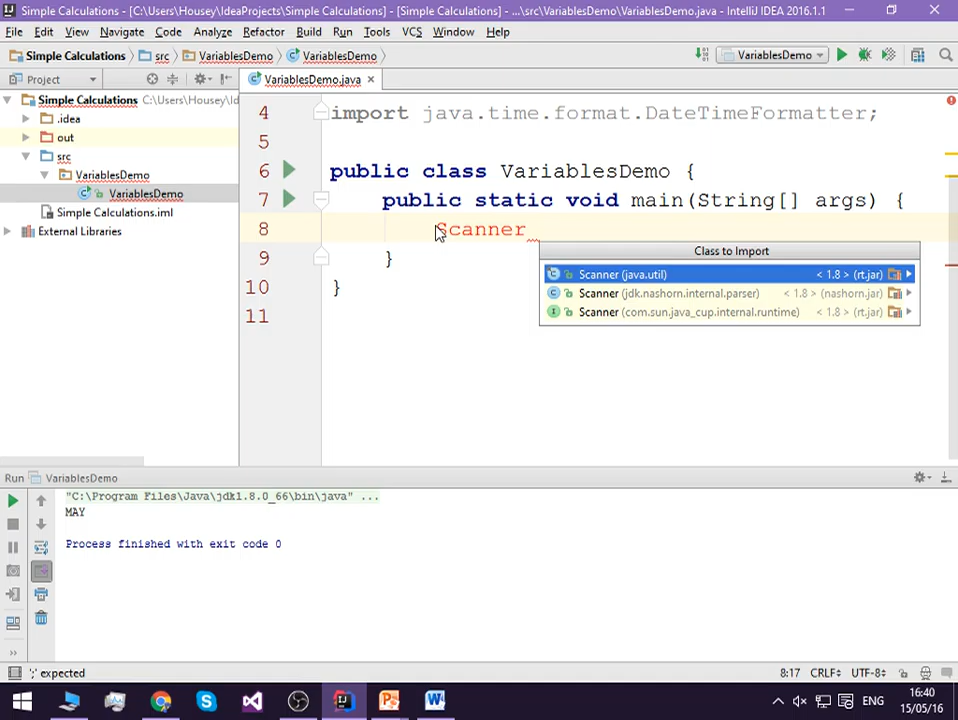 Simple Calculations - [C:\Users\Housey\IdeaProjects\Simple Calculations] - [Simple Calculations] - ...\src\VariablesDemo\VariablesDemo.java - IntelliJ IDEA 2016.1.1
File Edit View Navigate Code Analyze Refactor Build Run Tools VCS Window Help
Simple Calculations src VariablesDemo VariablesDemo VariablesDemo
Project VariablesDemo.java
Simple Calculations C:\Users\Housey\Id
.idea
out
src
VariablesDemo
VariablesDemo
Simple Calculations.iml
External Libraries
4 import java.time.format.DateTimeFormatter;
5
6 public class VariablesDemo {
7 public static void main(String[] args) {
8 Scanner
9 }
10 }
11
Class to Import
Scanner (java.util) < 1.8 > (rt.jar)
Scanner (jdk.nashorn.internal.parser) < 1.8 > (nashorn.jar)
Scanner (com.sun.java_cup.internal.runtime) < 1.8 > (rt.jar)
Run VariablesDemo
"C:\Program Files\Java\jdk1.8.0_66\bin\java" ...
MAY
Process finished with exit code 0
';' expected 8:17 CRLF UTF-8
ENG 16:40
15/05/16